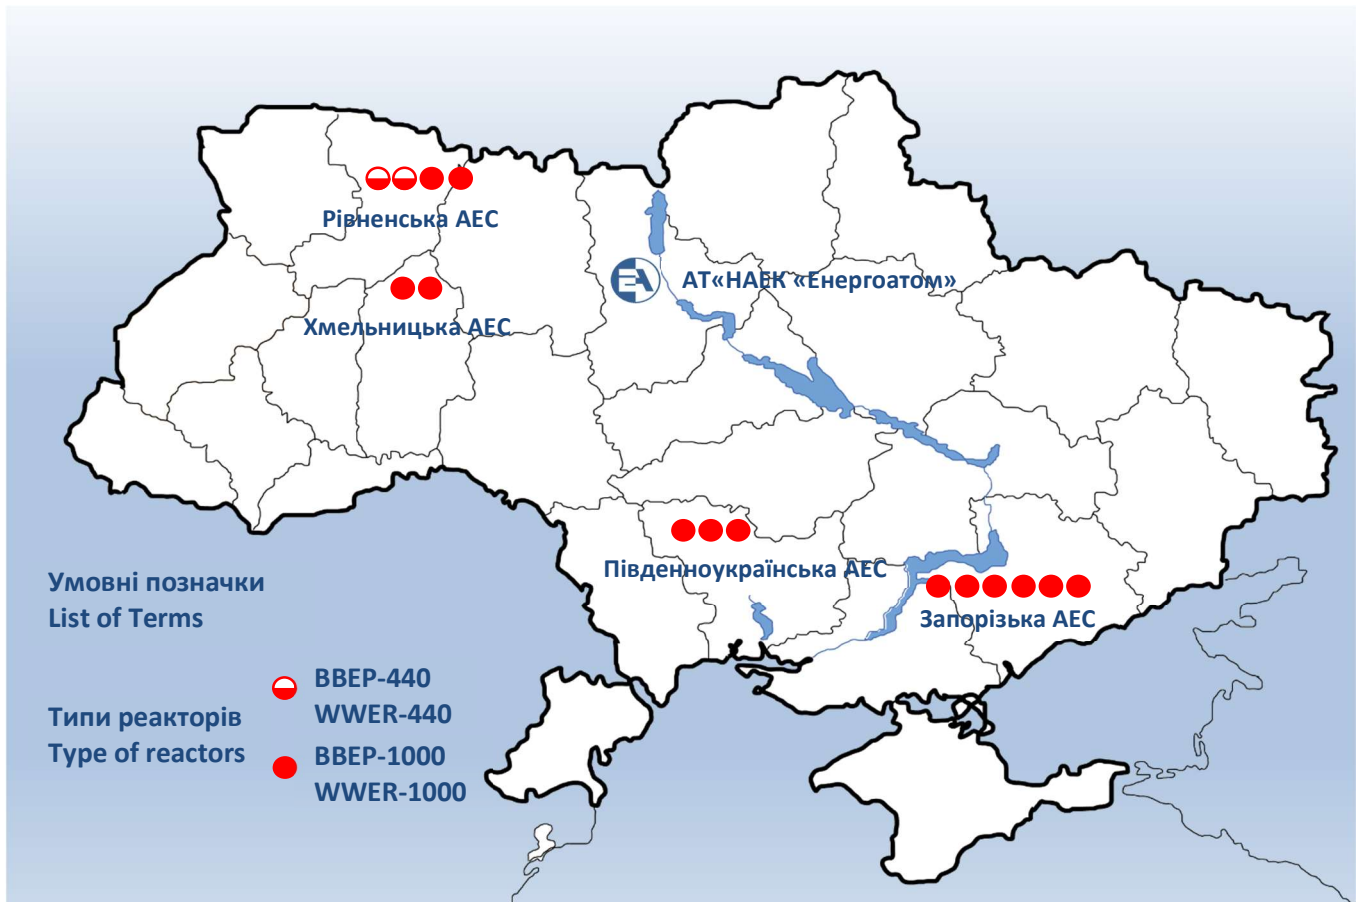 Рівненська АЕС
ЕА
АТ«НАЕК «Енергоатом»
Хмельницька АЕС
Південноукраїнська АЕС
Запорізька АЕС
Умовні позначки
List of Terms
Типи реакторів
Type of reactors
ВВЕР-440
WWER-440
ВВЕР-1000
WWER-1000